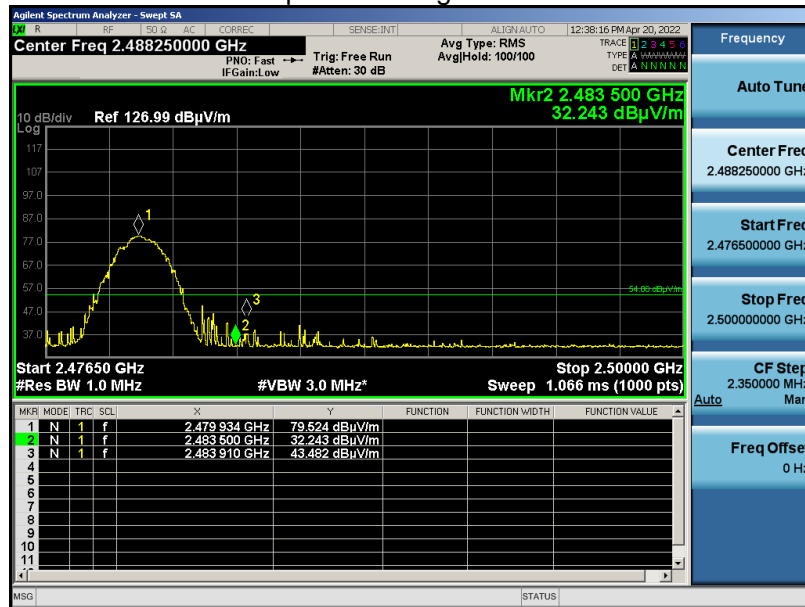 Agilent Spectrum Analyzer - Swept SA
LXI R RF 50 Ω AC CORREC SENSE:INT ALIGN AUTO 12:38:16 PM Apr 20, 2022
Center Freq 2.488250000 GHz
PNO: Fast
IFGain:Low
Trig: Free Run
#Atten: 30 dB
Avg Type: RMS
Avg|Hold: 100/100
TRACE 1 2 3 4 5 6
TYPE A WWWWW
DET A N N N N N
Mkr2 2.483 500 GHz
32.243 dBµV/m
10 dB/div Ref 126.99 dBµV/m
Log
117
107
97.0
87.0
77.0
67.0
57.0
47.0
37.0
1
2
3
54.00 dBµV/m
Start 2.47650 GHz Stop 2.50000 GHz
#Res BW 1.0 MHz #VBW 3.0 MHz* Sweep 1.066 ms (1000 pts)
MKR MODE TRC SCL X Y FUNCTION FUNCTION WIDTH FUNCTION VALUE
1 N 1 f 2.479 934 GHz 79.524 dBµV/m
2 N 1 f 2.483 500 GHz 32.243 dBµV/m
3 N 1 f 2.483 910 GHz 43.482 dBµV/m
4
5
6
7
8
9
10
11
MSG STATUS
Frequency
Auto Tune
Center Freq
2.488250000 GHz
Start Freq
2.476500000 GHz
Stop Freq
2.500000000 GHz
CF Step
2.350000 MHz
Auto Man
Freq Offset
0 Hz